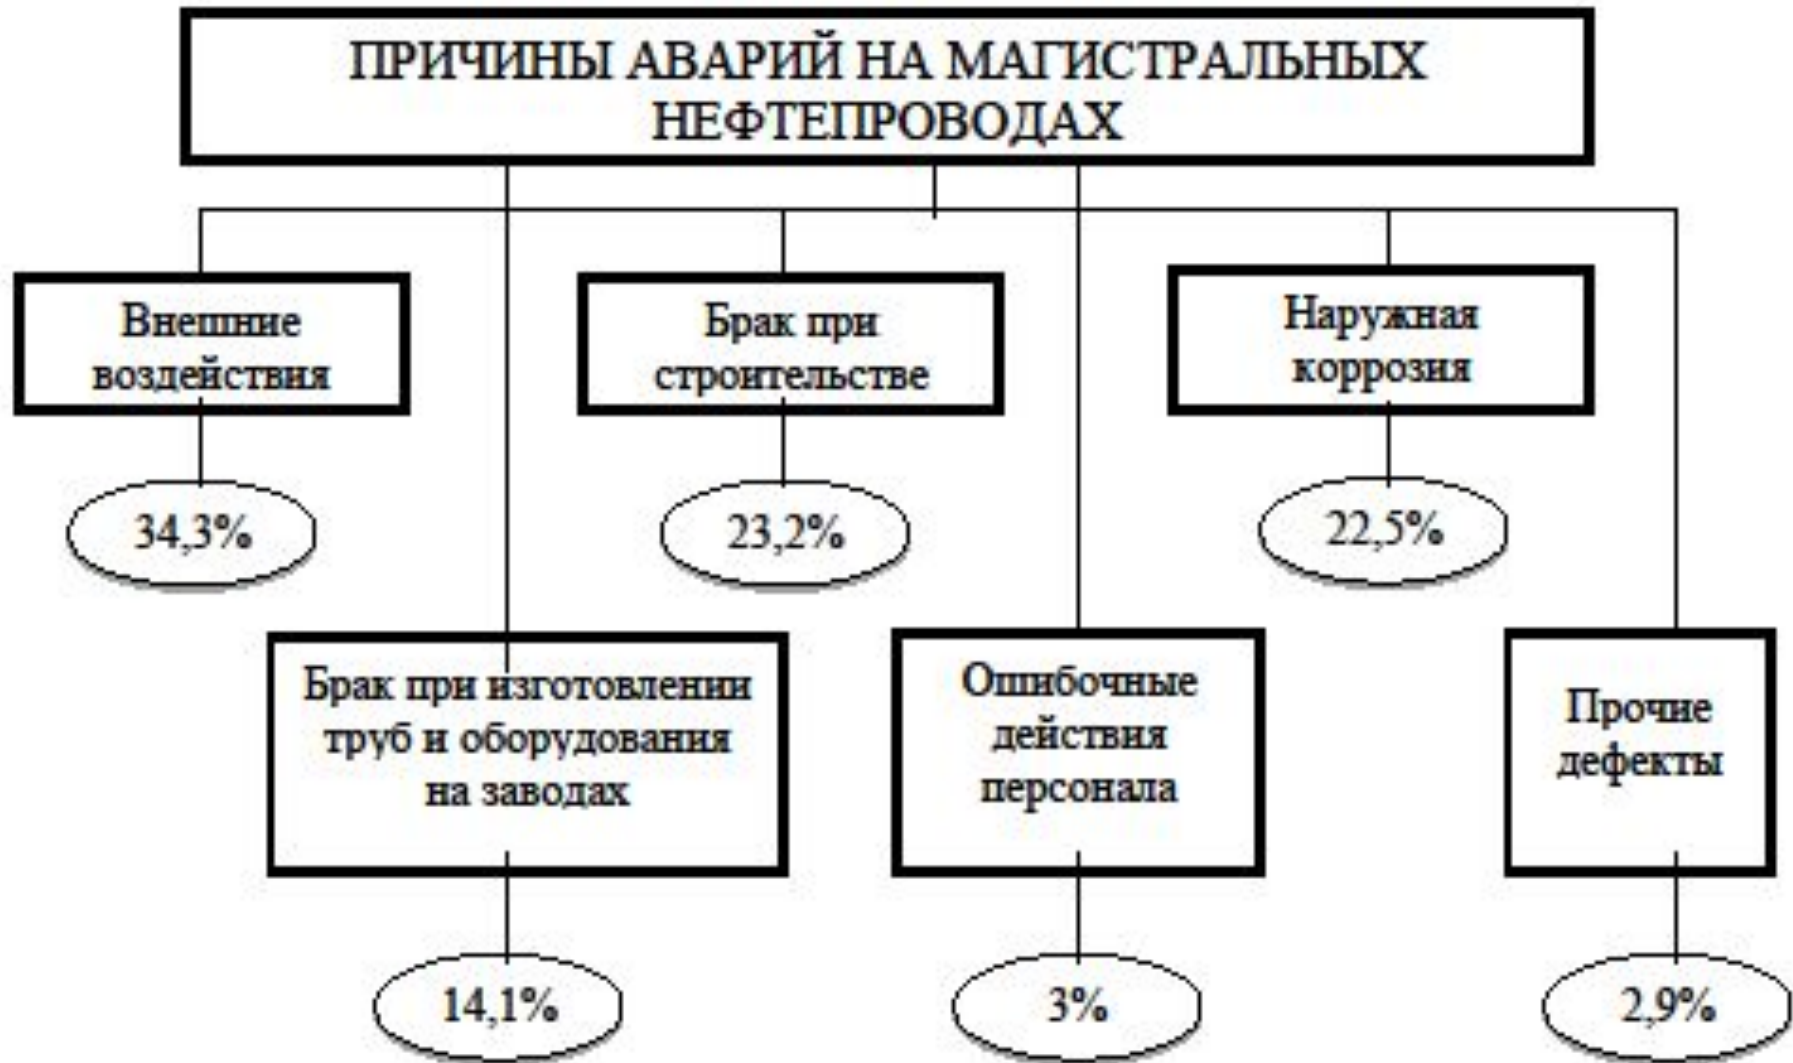 ПРИЧИНЫ АВАРИЙ НА МАГИСТРАЛЬНЫХ
НЕФТЕПРОВОДАХ
Внешние
воздействия
34,3%
Брак при
строительстве
23,2%
Наружная
коррозия
22,5%
Брак при изготовлении
труб и оборудования
на заводах
14,1%
Ошибочные
действия
персонала
3%
Прочие
дефекты
2,9%